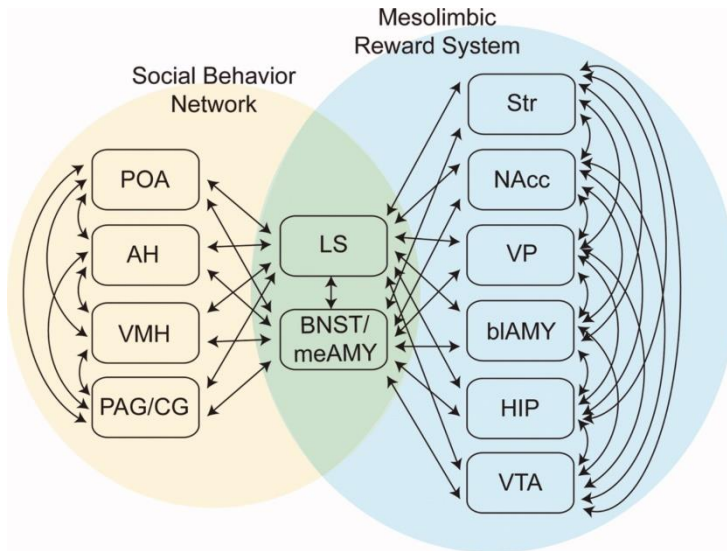 Mesolimbic
Reward System
Social Behavior
Network
POA
AH
VMH
PAG/CG
LS
BNST/
meAMY
Str
NAcc
VP
blAMY
HIP
VTA